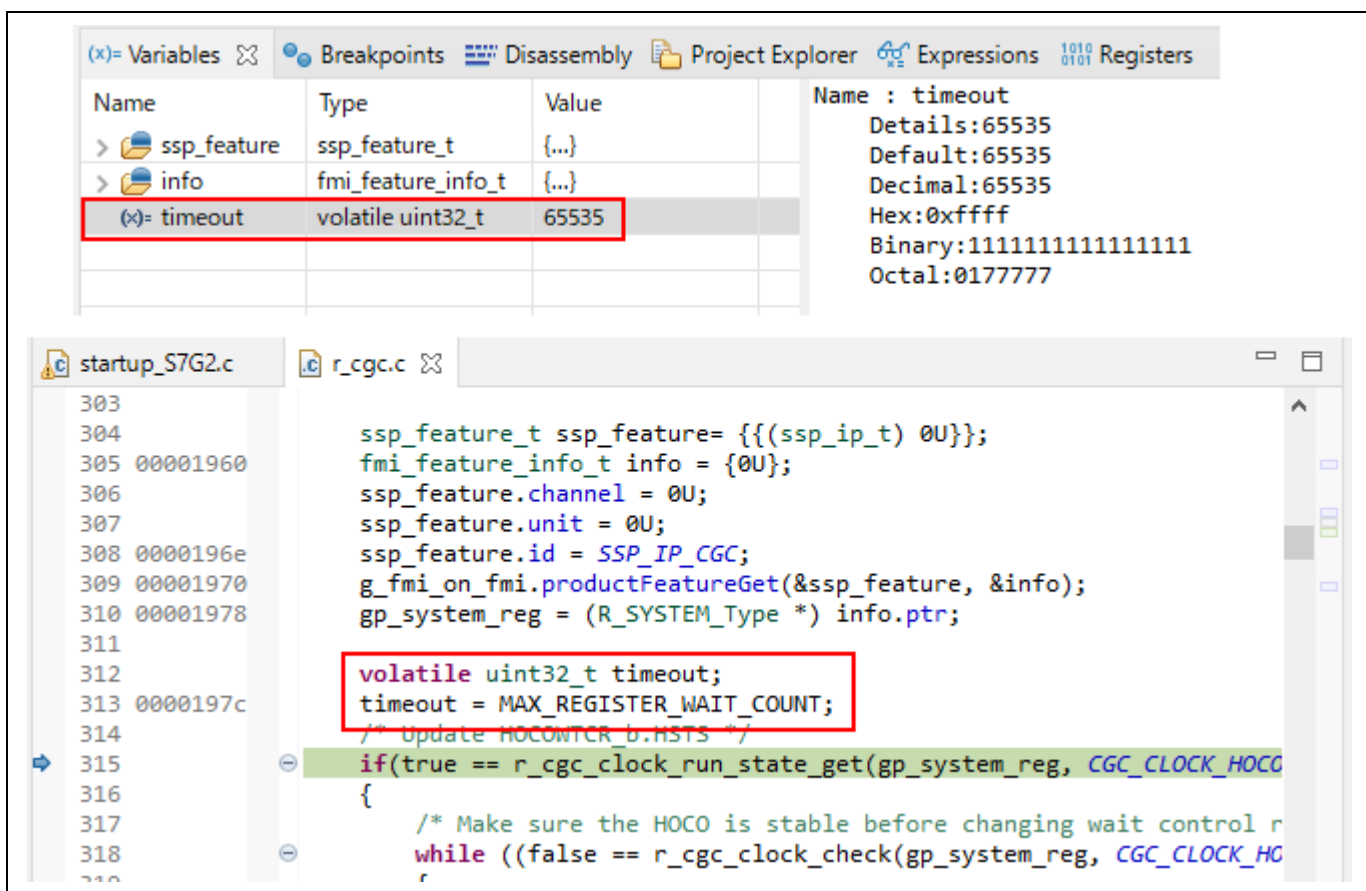 (x)= Variables Breakpoints Disassembly Project Explorer Expressions 1010 0101 Registers
Name Type Value
> ssp_feature ssp_feature_t {...}
> info fmi_feature_info_t {...}
(x)= timeout volatile uint32_t 65535
Name : timeout
Details:65535
Default:65535
Decimal:65535
Hex:0xffff
Binary:1111111111111111
Octal:0177777
startup_S7G2.c r_cgc.c
303
304 ssp_feature_t ssp_feature= {{{(ssp_ip_t) 0U}};
305 00001960 fmi_feature_info_t info = {0U};
306 ssp_feature.channel = 0U;
307 ssp_feature.unit = 0U;
308 0000196e ssp_feature.id = SSP_IP_CGC;
309 00001970 g_fmi_on_fmi.productFeatureGet(&ssp_feature, &info);
310 00001978 gp_system_reg = (R_SYSTEM_Type *) info.ptr;
311
312 volatile uint32_t timeout;
313 0000197c timeout = MAX_REGISTER_WAIT_COUNT;
314 /* Update HOCOWTCR_b.HSTS */
315 if(true == r_cgc_clock_run_state_get(gp_system_reg, CGC_CLOCK_HOCO
316 {
317 /* Make sure the HOCO is stable before changing wait control r
318 while ((false == r_cgc_clock_check(gp_system_reg, CGC_CLOCK_HO
319 {